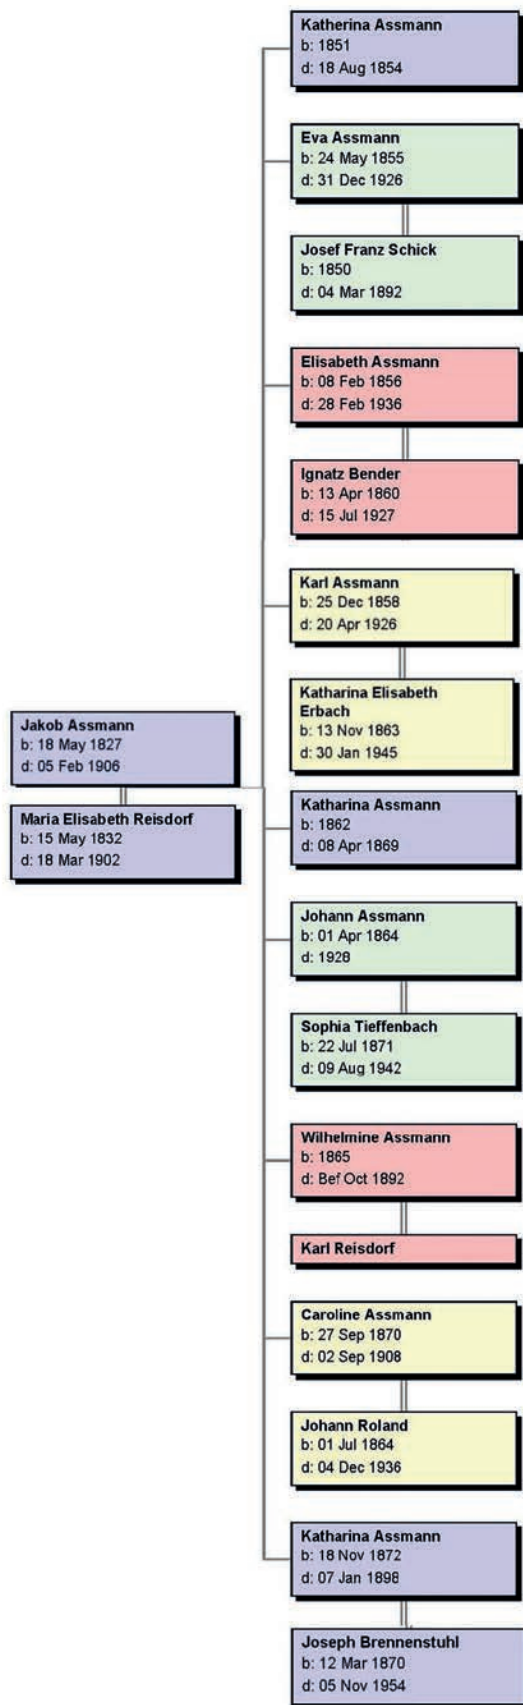 Katherina Assmann
b: 1851
d: 18 Aug 1854
Eva Assmann
b: 24 May 1855
d: 31 Dec 1926
Josef Franz Schick
b: 1850
d: 04 Mar 1892
Elisabeth Assmann
b: 08 Feb 1856
d: 28 Feb 1936
Ignatz Bender
b: 13 Apr 1860
d: 15 Jul 1927
Karl Assmann
b: 25 Dec 1858
d: 20 Apr 1926
Katharina Elisabeth
Erbach
b: 13 Nov 1863
d: 30 Jan 1945
Jakob Assmann
b: 18 May 1827
d: 05 Feb 1906
Maria Elisabeth Reisdorf
b: 15 May 1832
d: 18 Mar 1902
Katharina Assmann
b: 1862
d: 08 Apr 1869
Johann Assmann
b: 01 Apr 1864
d: 1928
Sophia Tieffenbach
b: 22 Jul 1871
d: 09 Aug 1942
Wilhelmine Assmann
b: 1865
d: Bef Oct 1892
Karl Reisdorf
Caroline Assmann
b: 27 Sep 1870
d: 02 Sep 1908
Johann Roland
b: 01 Jul 1864
d: 04 Dec 1936
Katharina Assmann
b: 18 Nov 1872
d: 07 Jan 1898
Joseph Brennenstuhl
b: 12 Mar 1870
d: 05 Nov 1954